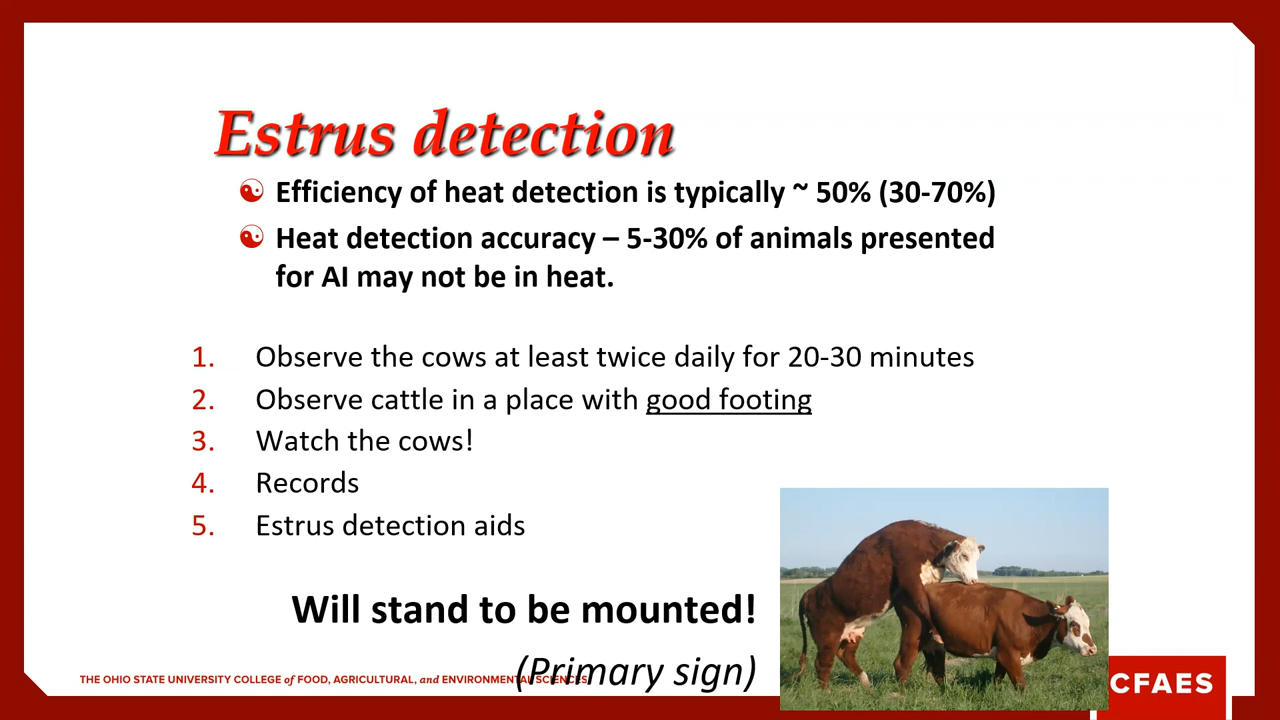 Estrus detection
Efficiency of heat detection is typically ~ 50% (30-70%)
Heat detection accuracy – 5-30% of animals presented
for AI may not be in heat.
1. Observe the cows at least twice daily for 20-30 minutes
2. Observe cattle in a place with good footing
3. Watch the cows!
4. Records
5. Estrus detection aids
Will stand to be mounted!
(Primary sign)
THE OHIO STATE UNIVERSITY COLLEGE of FOOD, AGRICULTURAL, and ENVIRONMENTAL SCIENCES
CFAES